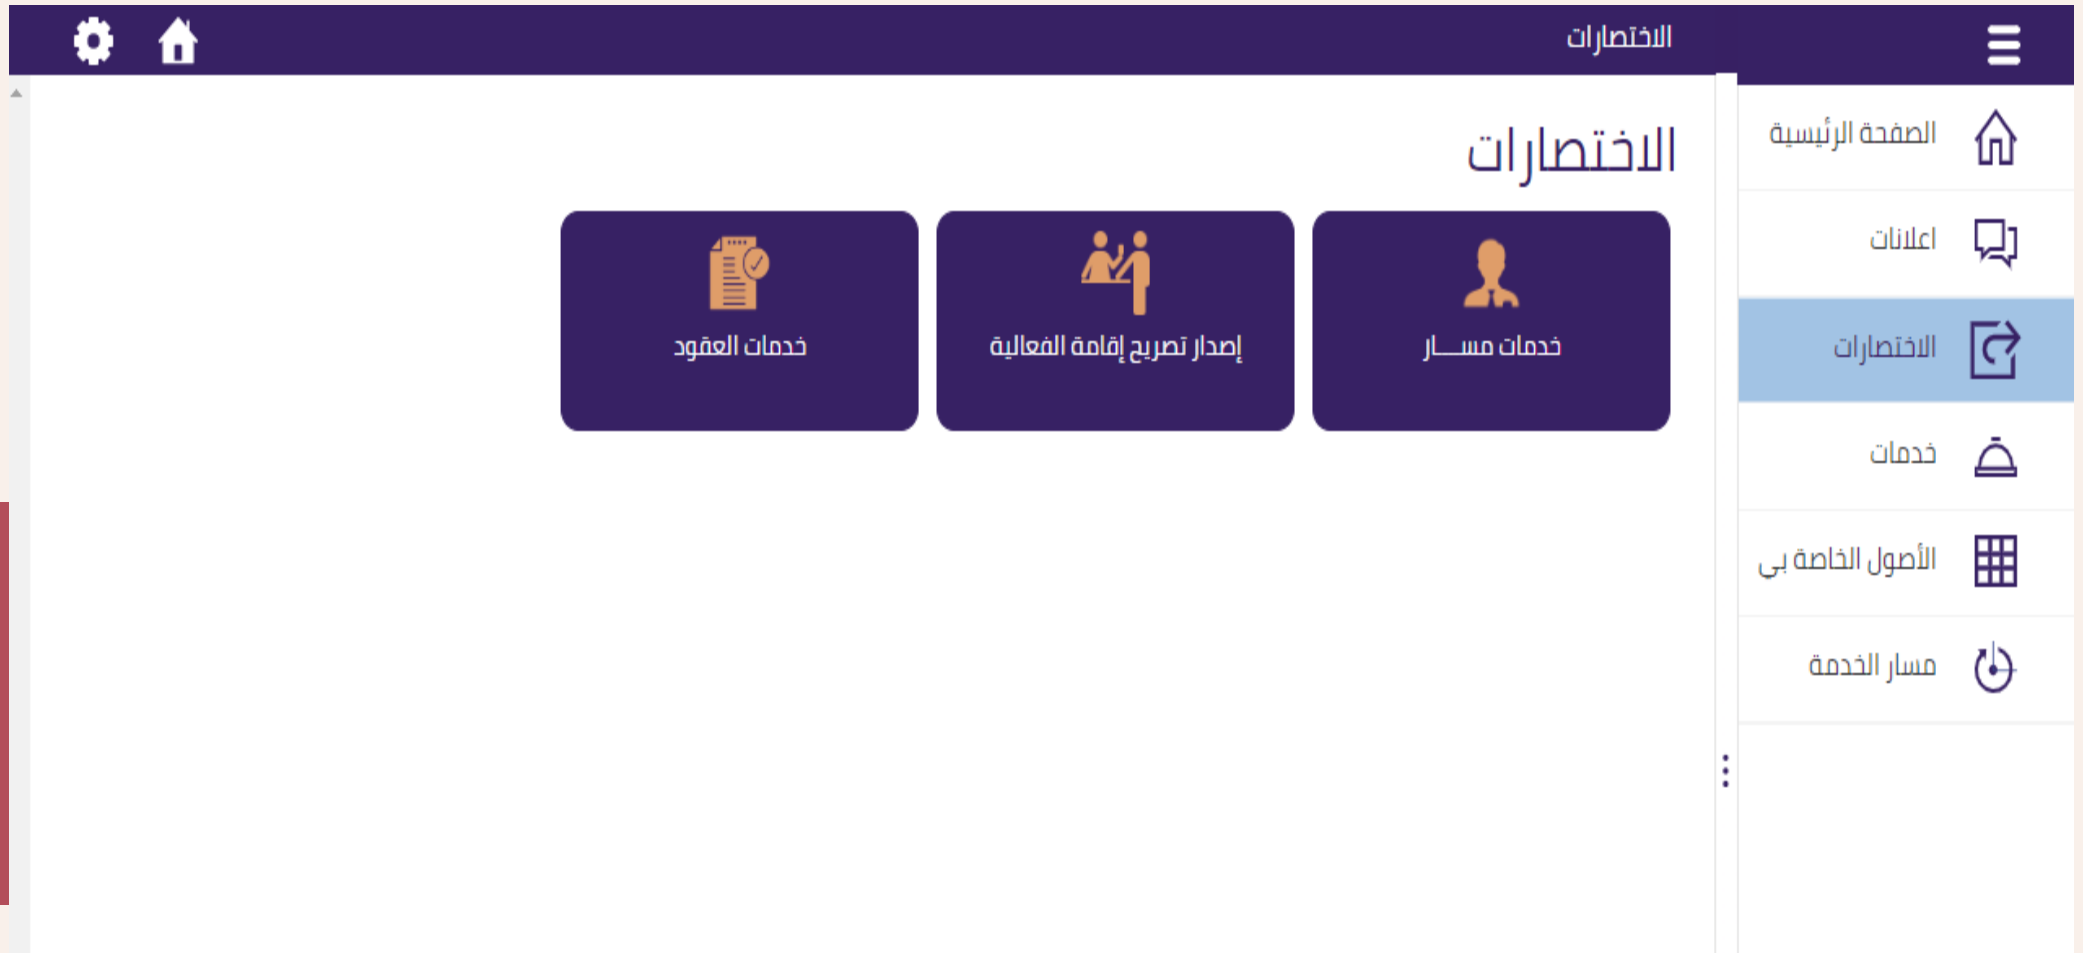 الاختصارات
الصفحة الرئيسية
اعلانات
الاختصارات
خدمات
الأصول الخاصة بي
مسار الخدمة
الاختصارات
خدمات مســـار
إصدار تصريح إقامة الفعالية
خدمات العقود